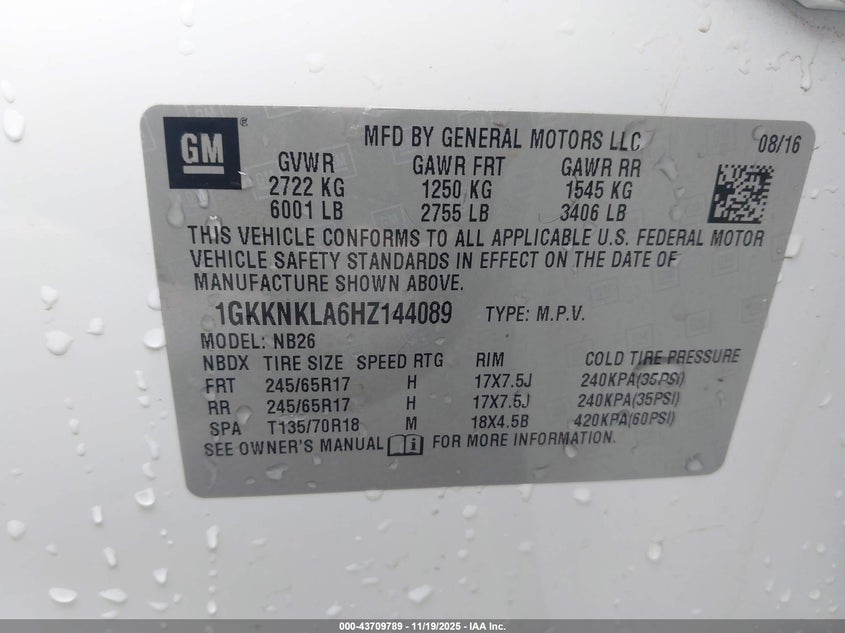 GM
MFD BY GENERAL MOTORS LLC 08/16
GVWR GAWR FRT GAWR RR
2722 KG 1250 KG 1545 KG
6001 LB 2755 LB 3406 LB
THIS VEHICLE CONFORMS TO ALL APPLICABLE U.S. FEDERAL MOTOR
VEHICLE SAFETY STANDARDS IN EFFECT ON THE DATE OF
MANUFACTURE SHOWN ABOVE.
1GKKNKLA6HZ144089 TYPE: M.P.V.
MODEL: NB26
NBDX TIRE SIZE SPEED RTG RIM COLD TIRE PRESSURE
FRT 245/65R17 H 17X7.5J 240KPA(35PSI)
RR 245/65R17 H 17X7.5J 240KPA(35PSI)
SPA T135/70R18 M 18X4.5B 420KPA(60PSI)
SEE OWNER'S MANUAL FOR MORE INFORMATION.
000-43709789 - 11/19/2025 - IAA Inc.